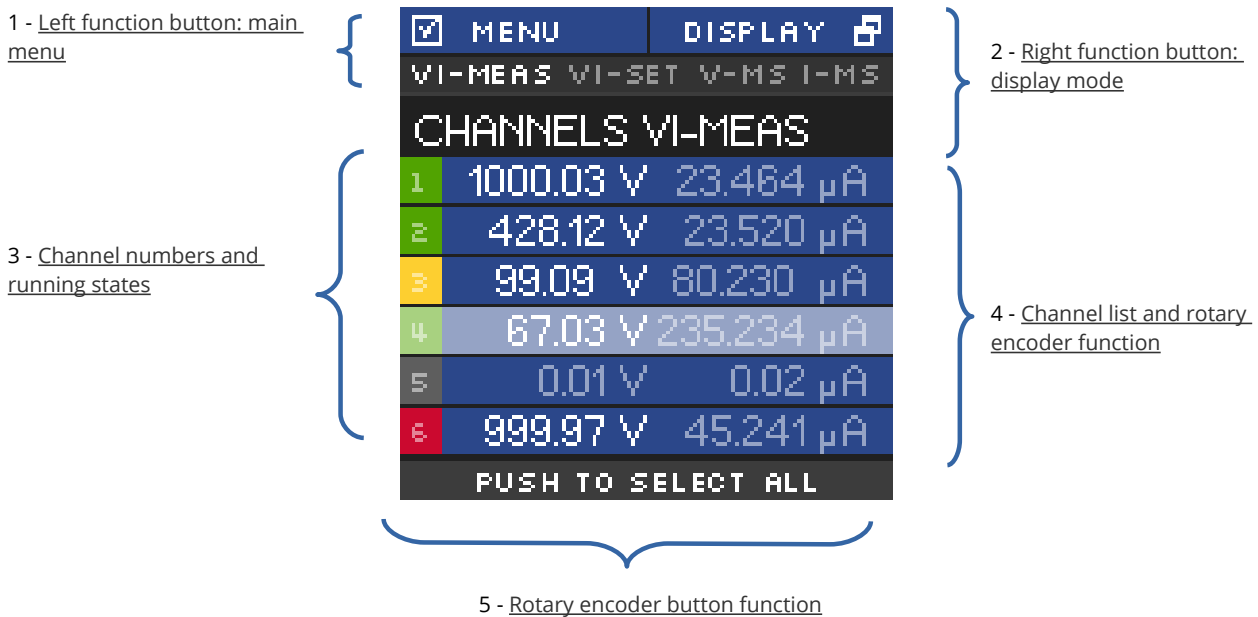 1 - Left function button: main
menu
MENU
DISPLAY
VI-MEAS VI-SET V-MS I-MS
2 - Right function button:
display mode
CHANNELS VI-MEAS
1 1000.03 V 23.464 µA
2 428.12 V 23.520 µA
3 99.09 V 80.230 µA
4 67.03 V 235.234 µA
5 0.01 V 0.02 µA
6 999.97 V 45.241 µA
PUSH TO SELECT ALL
3 - Channel numbers and
running states
4 - Channel list and rotary
encoder function
5 - Rotary encoder button function